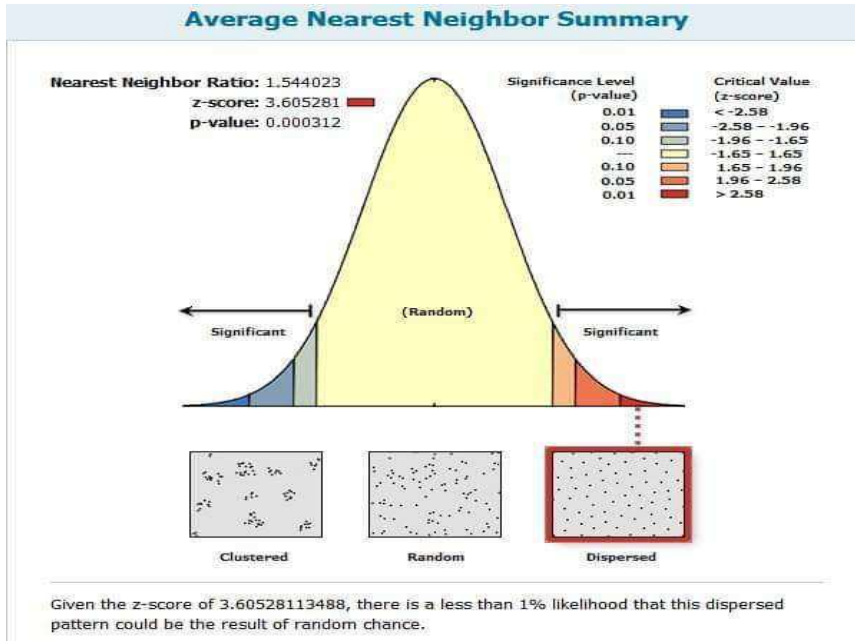 Average Nearest Neighbor Summary
Nearest Neighbor Ratio: 1.544023
z-score: 3.605281
p-value: 0.000312
Significance Level Critical Value
(p-value) (z-score)
0.01 < -2.58
0.05 -2.58 - -1.96
0.10 -1.96 - -1.65
--- -1.65 - 1.65
0.10 1.65 - 1.96
0.05 1.96 - 2.58
0.01 > 2.58
(Random)
Significant Significant
Clustered Random Dispersed
Given the z-score of 3.60528113488, there is a less than 1% likelihood that this dispersed
pattern could be the result of random chance.